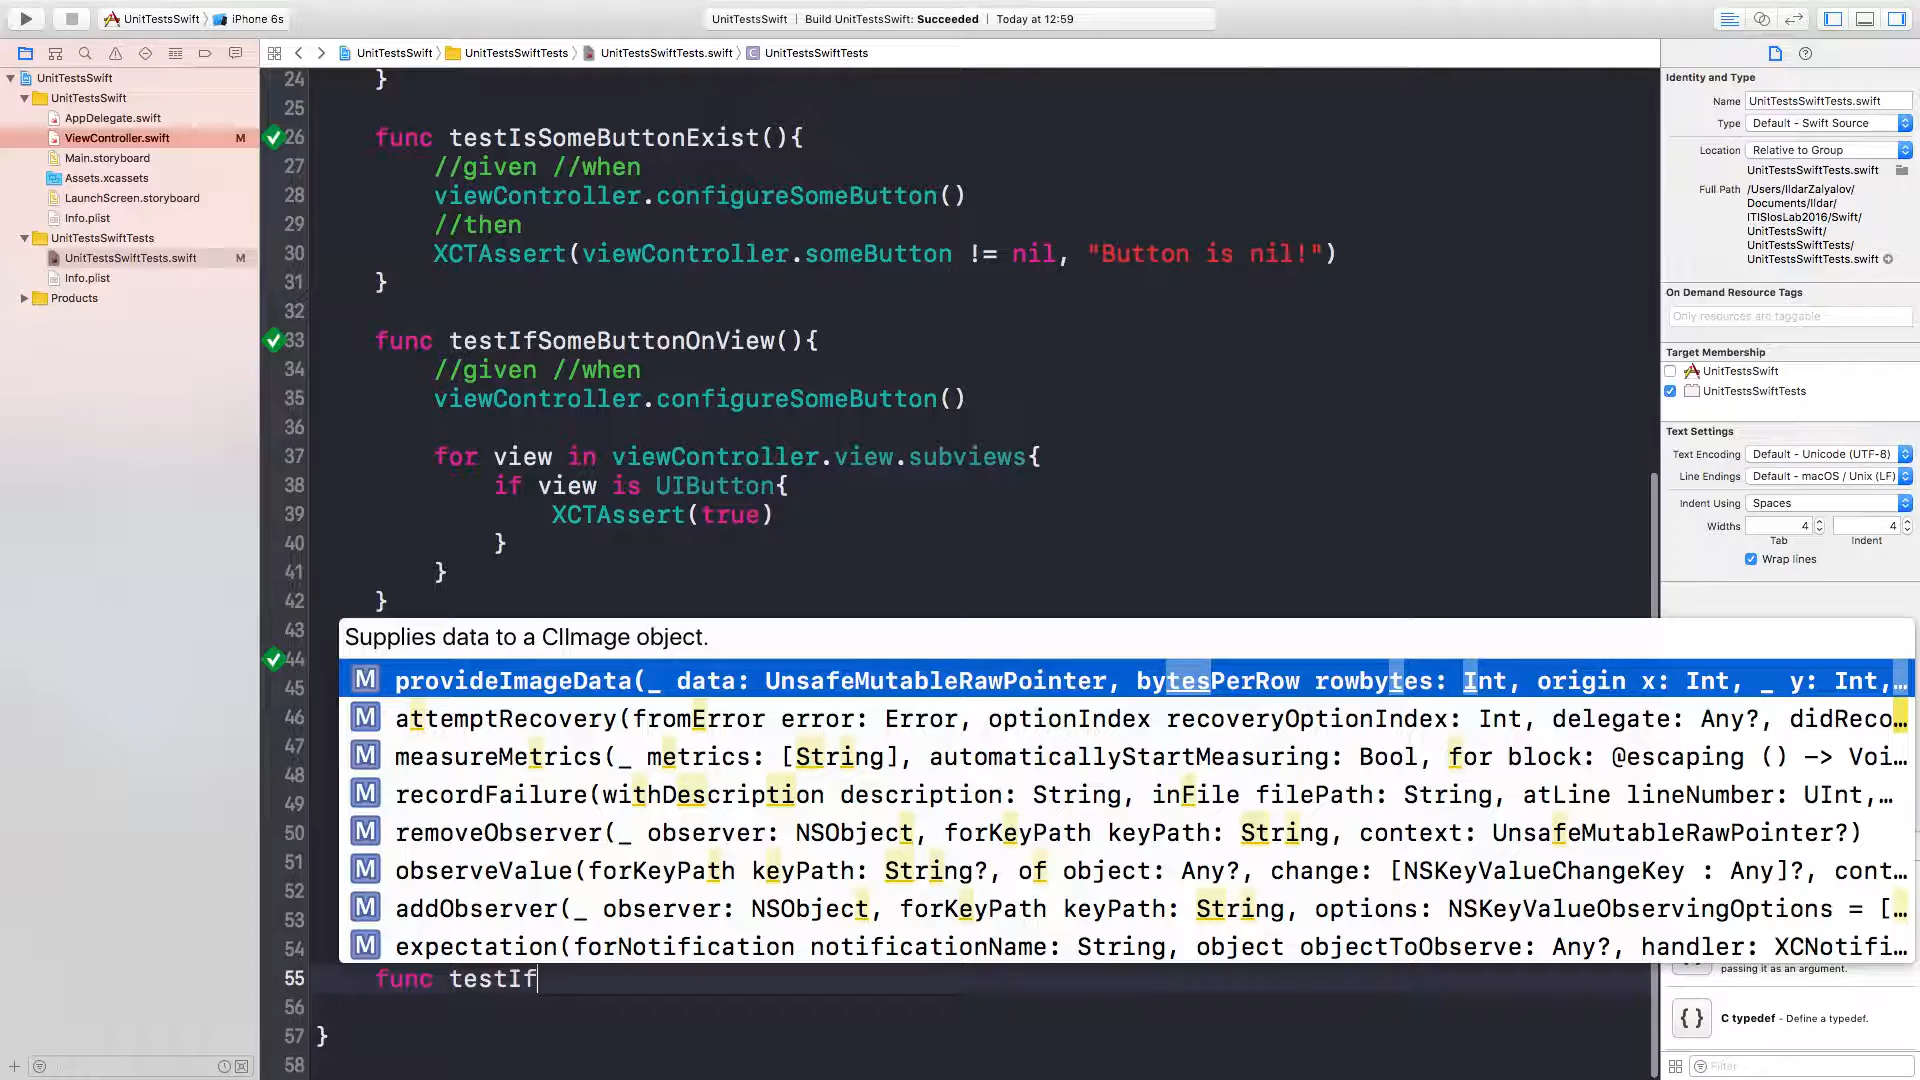 UnitTestsSwift
iPhone 6s
UnitTestsSwift | Build UnitTestsSwift: Succeeded | Today at 12:59
UnitTestsSwift
UnitTestsSwiftTests
UnitTestsSwiftTests.swift
C UnitTestsSwiftTests
UnitTestsSwift
UnitTestsSwift
AppDelegate.swift
ViewController.swift M
Main.storyboard
Assets.xcassets
LaunchScreen.storyboard
Info.plist
UnitTestsSwiftTests
UnitTestsSwiftTests.swift M
Info.plist
Products
24 }
25
26 func testIsSomeButtonExist(){
27 //given //when
28 viewController.configureSomeButton()
29 //then
30 XCTAssert(viewController.someButton != nil, "Button is nil!")
31 }
32
33 func testIfSomeButtonOnView(){
34 //given //when
35 viewController.configureSomeButton()
36
37 for view in viewController.view.subviews{
38 if view is UIButton{
39 XCTAssert(true)
40 }
41 }
42 }
43
44
45
46
47
48
49
50
51
52
53
54
Supplies data to a CIImage object.
M provideImageData(_ data: UnsafeMutableRawPointer, bytesPerRow rowbytes: Int, origin x: Int, _ y: Int,…
M attemptRecovery(fromError error: Error, optionIndex recoveryOptionIndex: Int, delegate: Any?, didReco…
M measureMetrics(_ metrics: [String], automaticallyStartMeasuring: Bool, for block: @escaping () -> Voi…
M recordFailure(withDescription description: String, inFile filePath: String, atLine lineNumber: UInt,…
M removeObserver(_ observer: NSObject, forKeyPath keyPath: String, context: UnsafeMutableRawPointer?)
M observeValue(forKeyPath keyPath: String?, of object: Any?, change: [NSKeyValueChangeKey : Any]?, cont…
M addObserver(_ observer: NSObject, forKeyPath keyPath: String, options: NSKeyValueObservingOptions = […
M expectation(forNotification notificationName: String, object objectToObserve: Any?, handler: XCNotifi…
55 func testIf
56
57 }
58
Identity and Type
Name UnitTestsSwiftTests.swift
Type Default - Swift Source
Location Relative to Group
UnitTestsSwiftTests.swift
Full Path /Users/IldarZalyalov/
Documents/Ildar/
ITISIosLab2016/Swift/
UnitTestsSwift/
UnitTestsSwiftTests/
UnitTestsSwiftTests.swift
On Demand Resource Tags
Only resources are taggable
Target Membership
UnitTestsSwift
UnitTestsSwiftTests
Text Settings
Text Encoding Default - Unicode (UTF-8)
Line Endings Default - macOS / Unix (LF)
Indent Using Spaces
Widths 4 4
Tab Indent
Wrap lines
passing it as an argument.
{ } C typedef - Define a typedef.
Filter